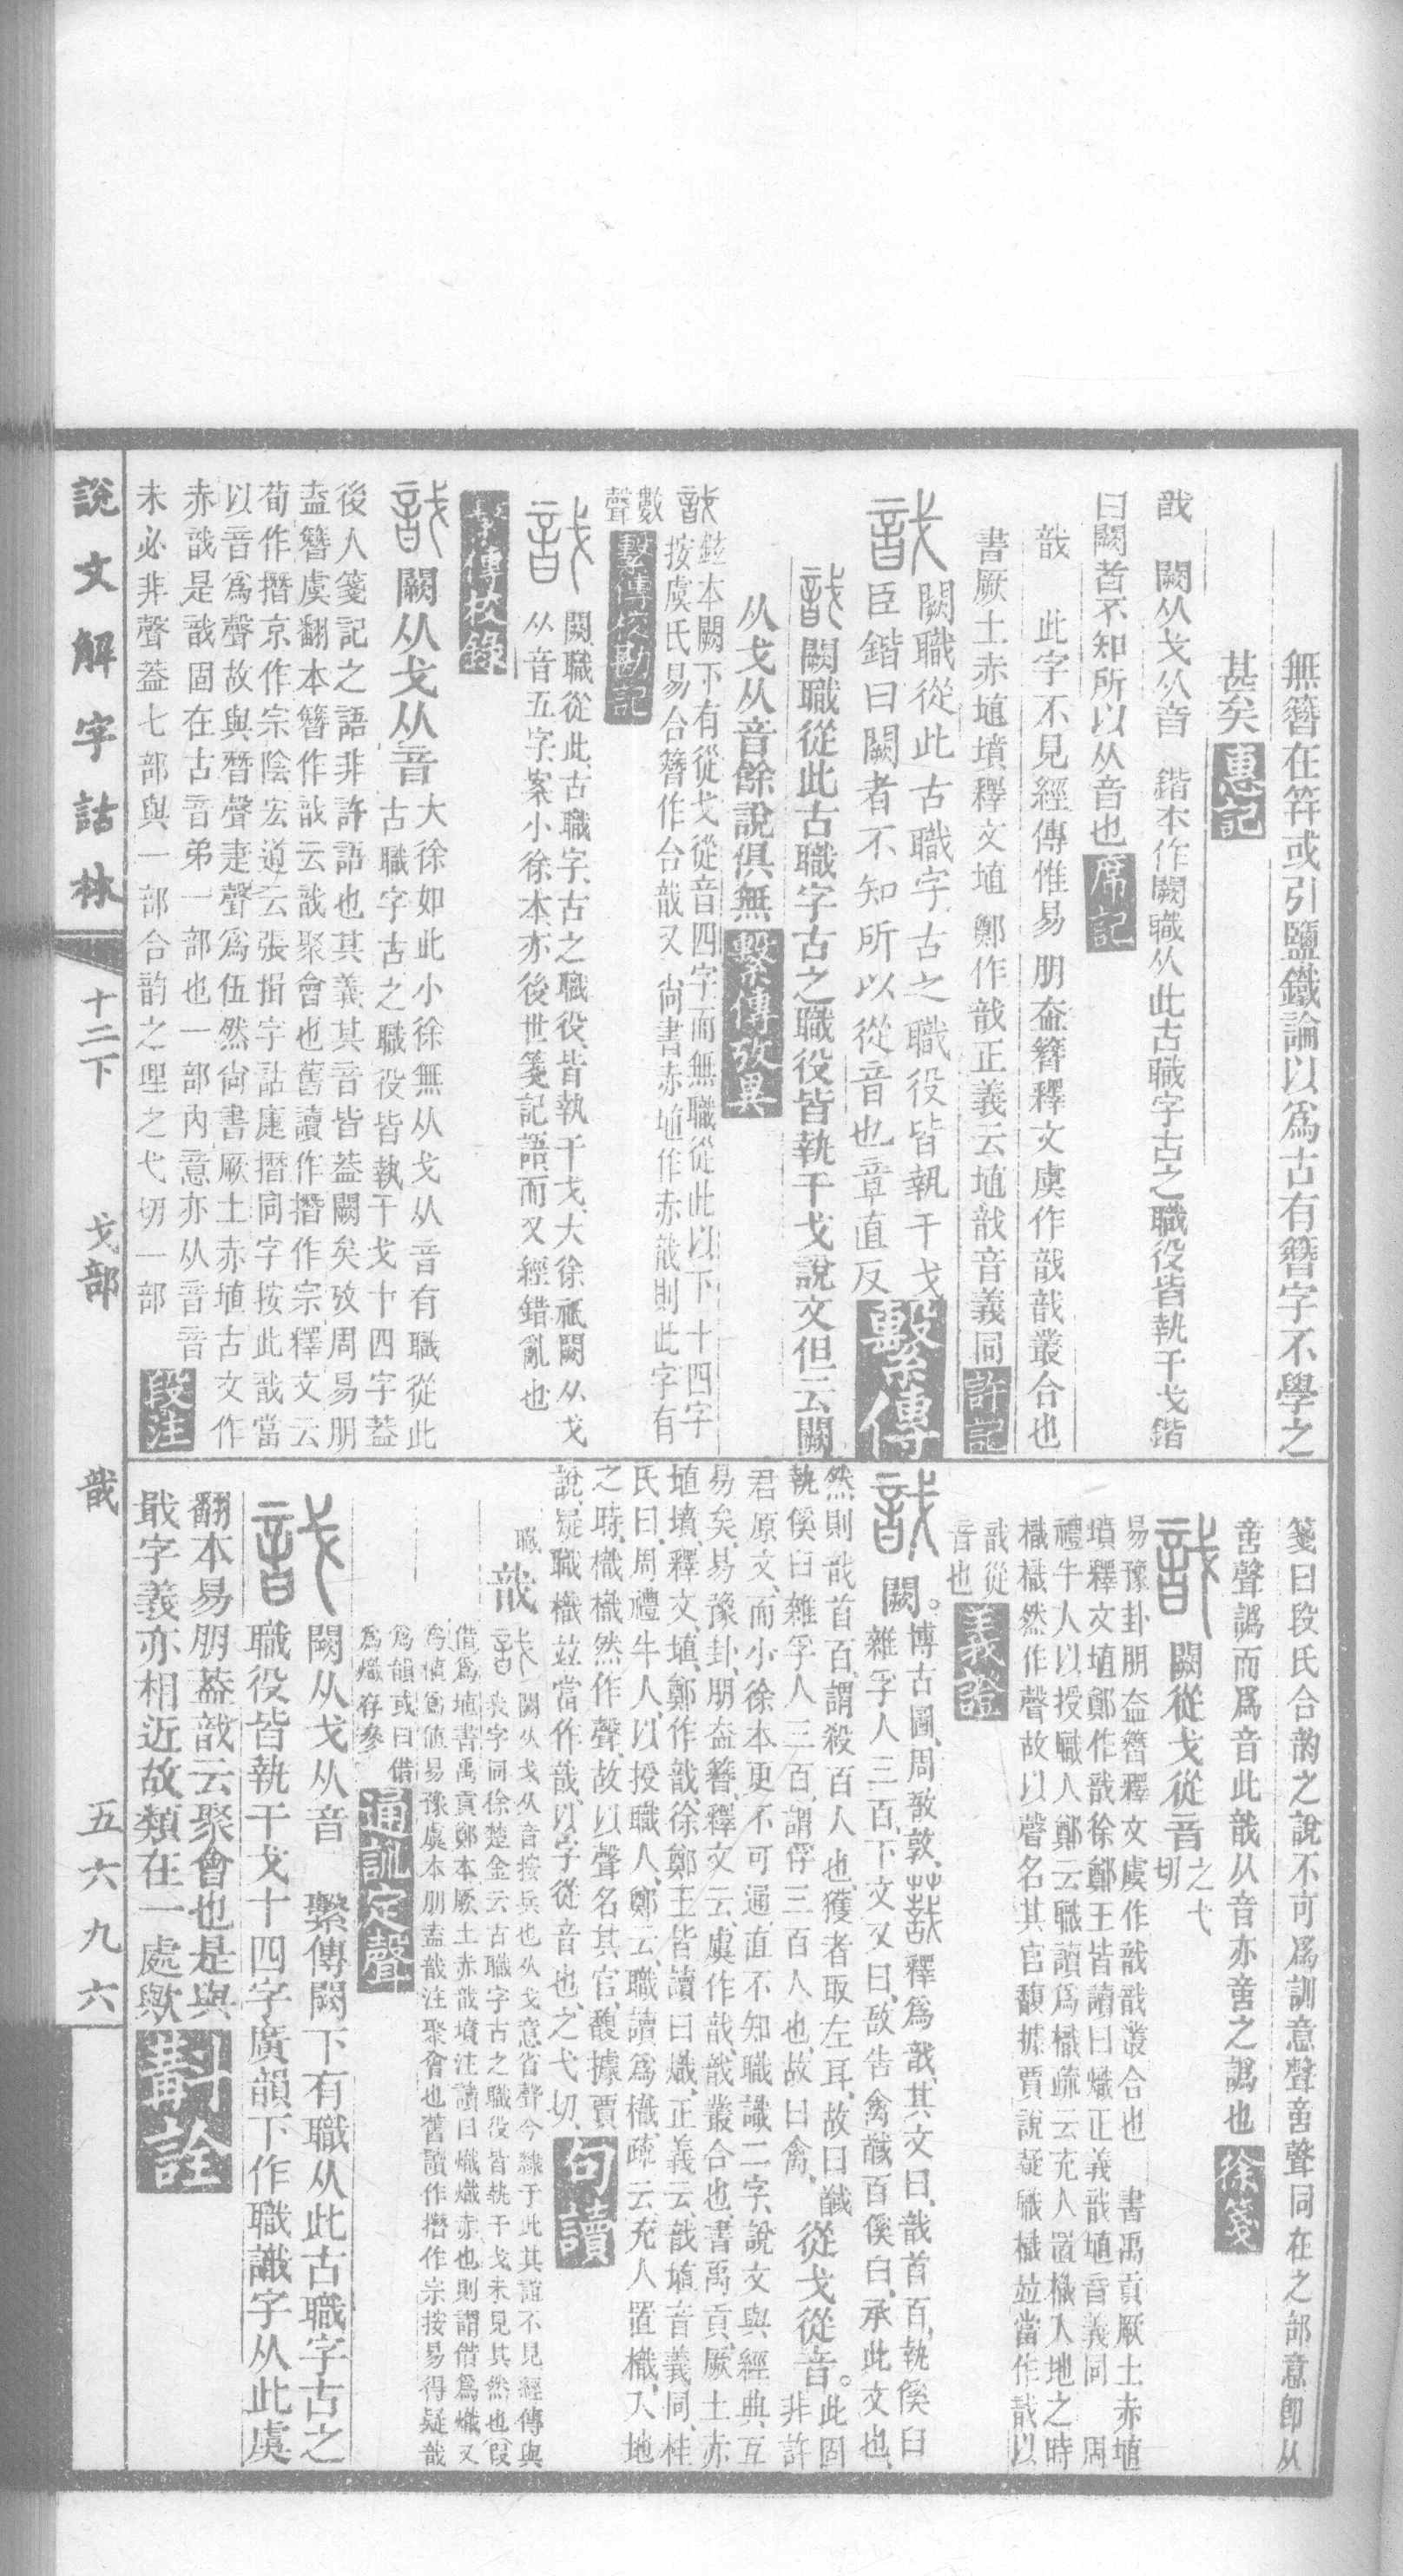 無簪在笄或引鹽鐵論以爲古有簪字不學之
甚矣惠記
戠 闕从戈从音 鍇本作闕職从此古職字古之職役皆執干戈鍇
曰闕者不知所以从音也席記
戠 此字不見經傳惟易朋盍簪釋文虞作戠戠叢合也
書厥土赤埴墳釋文埴鄭作戠正義云埴戠音義同許記
戠闕職從此古職字古之職役皆執干戈
臣鍇曰闕者不知所以從音也章直反繫傳
戠闕職從此古職字古之職役皆執干戈說文但云闕
从戈从音餘說俱無繫傳攷異
戠鉉本闕下有從戈從音四字而無職從此以下十四字
按虞氏易合簪作台戠又尙書赤埴作赤戠則此字有
數聲繫傳校勘記
戠闕職從此古職字古之職役皆執干戈大徐祇闕从戈
从音五字案小徐本亦後世箋記語而又經錯亂也
繫傳校錄
戠闕从戈从音大徐如此小徐無从戈从音有職從此
古職字古之職役皆執干戈十四字蓋
後人箋記之語非許語也其義其音皆蓋闕矣攷周易朋
盍簪虞翻本簪作戠云戠聚會也舊讀作撍作宗釋文云
荀作撍京作宗陰宏道云張揖字詁疌撍同字按此戠當
以音爲聲故與朁聲疌聲爲伍然尙書厥土赤埴古文作
赤戠是戠固在古音弟一部也一部內意亦从音音
未必非聲蓋七部與一部合韵之理之弋切一部段注
箋曰段氏合韵之說不可爲訓意聲啻聲同在之部意卽从
啻聲譌而爲音此戠从音亦啻之譌也徐箋
戠闕從戈從音之弋切
易豫卦朋盍簪釋文虞作戠戠叢合也 書禹貢厥土赤埴
墳釋文埴鄭作戠徐鄭王皆讀曰熾正義戠埴音義同 周
禮牛人以授職人鄭云職讀爲樴疏云充人置樴入地之時
樴樴然作聲故以聲名其官馥據賈說疑職樴竝當作戠以
戠從音也義證
戠闕。博古圖周敦釋爲戠其文曰戠首百執傒曰
雜孚人三百下文又曰敔告禽馘百傒白承此文也
然則戠首百謂殺百人也獲者取左耳故曰馘從戈從音。此固
執傒曰雜孚人三百謂俘三百人也故曰禽 非許
君原文而小徐本更不可通直不知職識二字說文與經典互
易矣易豫卦朋盍簪釋文云虞作戠戠叢合也書禹貢厥土赤
埴墳釋文埴鄭作戠徐鄭王皆讀曰熾正義云戠埴音義同桂
氏曰周禮牛人以授職人鄭云職讀爲樴疏云充人置樴入地
之時樴樴然作聲故以聲名其官馥據賈
說疑職樴竝當作戠以字從音也之弋切句讀
職戠闕从戈从音按兵也从戈意省聲今隸于此其誼不見經傳與
字同徐楚金云古職字古之職役皆執干戈未見其然也段
借爲埴書禹貢鄭本厥土赤戠墳注讀曰熾熾赤也則謂借爲熾又
爲易豫虞本朋盍戠注聚會也舊讀作撍作宗按易得疑戠
爲韻或曰借
爲熾存參通訓定聲
戠闕从戈从音 繫傳闕下有職从此古職字古之
職役皆執干戈十四字廣韻下作職識字从此虞
翻本易朋盍戠云聚會也是與
戢字義亦相近故類在一處歟斠詮
說文解字詁林 十二下 戈部 戠 五六九六